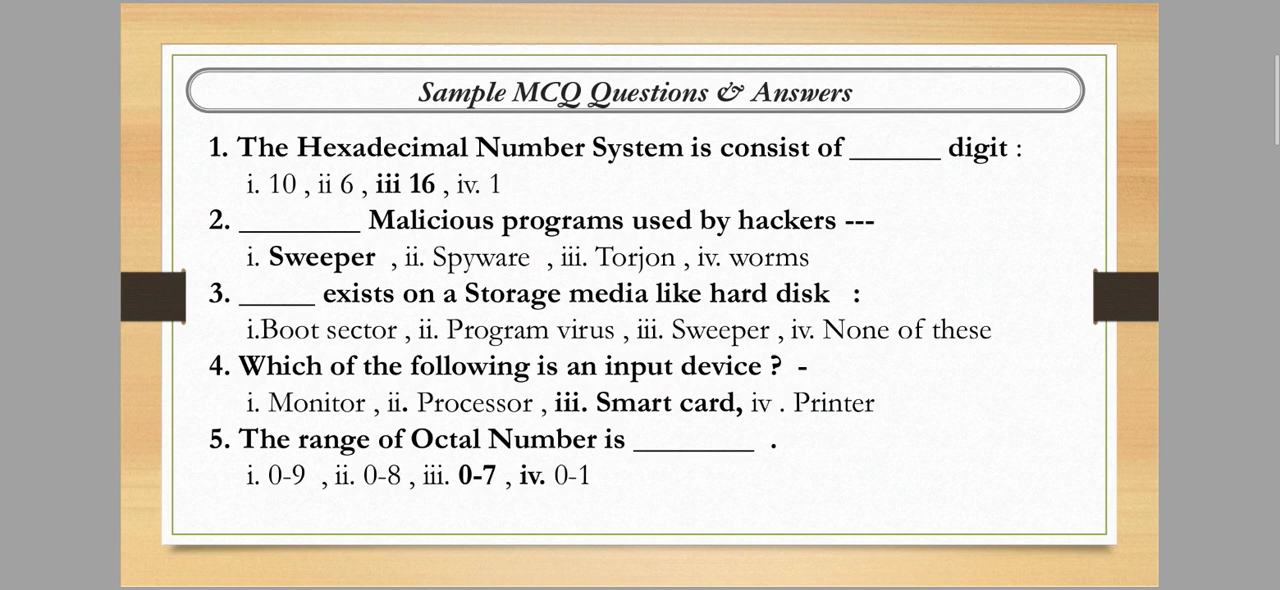 Sample MCQ Questions & Answers
1. The Hexadecimal Number System is consist of ______ digit :
i. 10 , ii 6 , iii 16 , iv. 1
2. ________ Malicious programs used by hackers ---
i. Sweeper , ii. Spyware , iii. Torjon , iv. worms
3. _____ exists on a Storage media like hard disk :
i.Boot sector , ii. Program virus , iii. Sweeper , iv. None of these
4. Which of the following is an input device ? -
i. Monitor , ii. Processor , iii. Smart card, iv . Printer
5. The range of Octal Number is ________ .
i. 0-9 , ii. 0-8 , iii. 0-7 , iv. 0-1